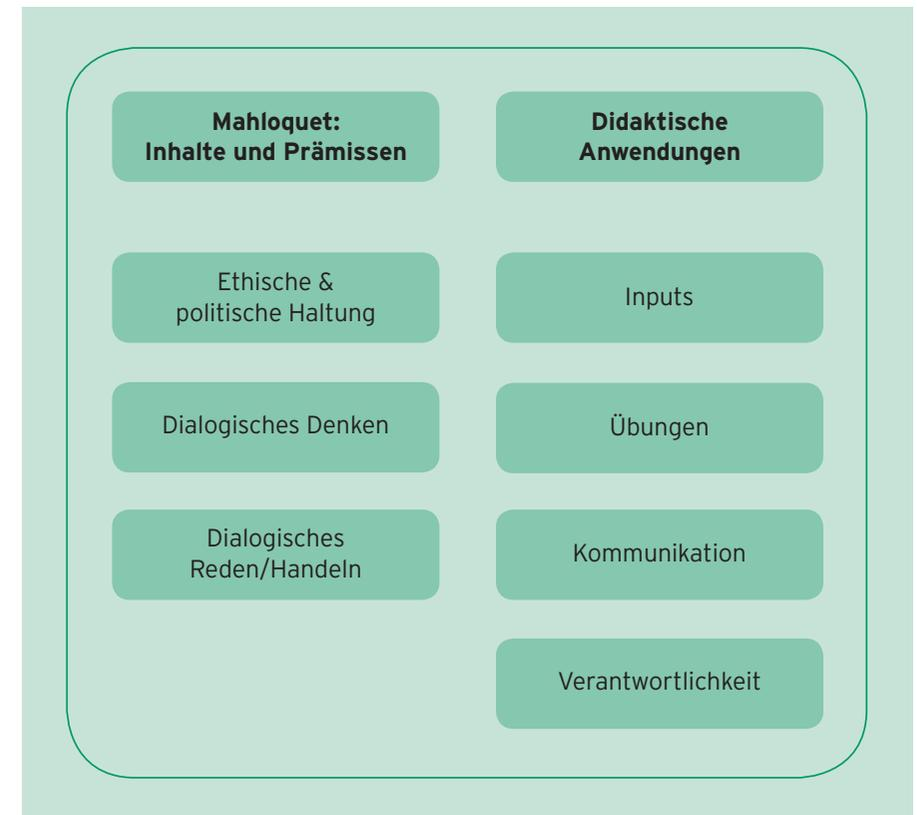 Mahloquet:
Inhalte und Prämissen
Ethische &
politische Haltung
Dialogisches Denken
Dialogisches
Reden/Handeln
Didaktische
Anwendungen
Inputs
Übungen
Kommunikation
Verantwortlichkeit